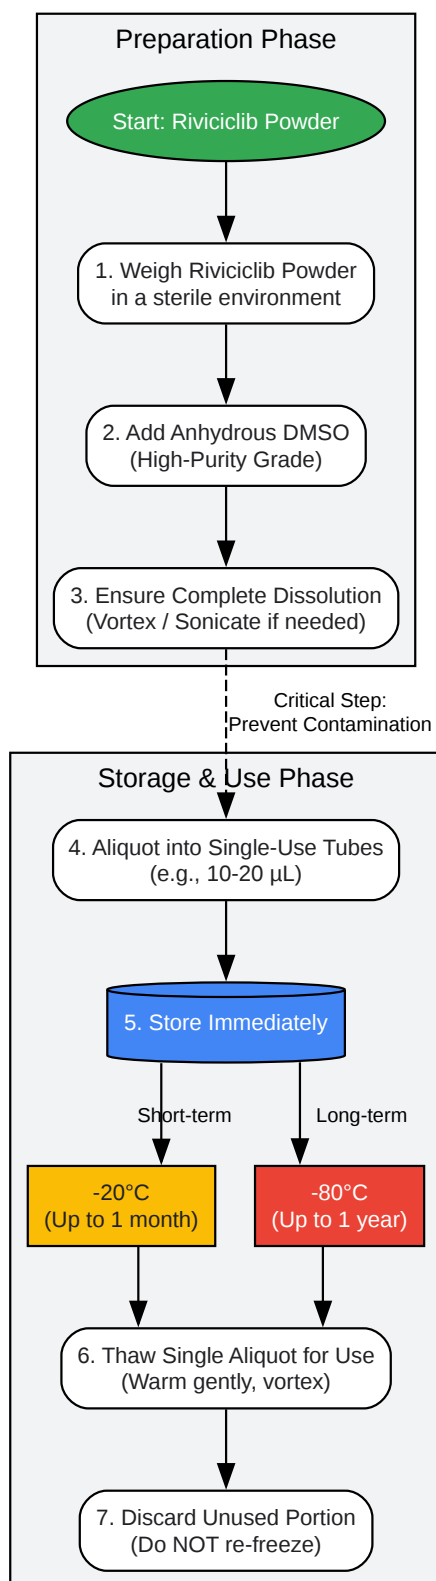 Preparation Phase
Start: Riviciclib Powder
1. Weigh Riviciclib Powder
in a sterile environment
2. Add Anhydrous DMSO
(High-Purity Grade)
3. Ensure Complete Dissolution
(Vortex / Sonicate if needed)
Critical Step:
Prevent Contamination
Storage & Use Phase
4. Aliquot into Single-Use Tubes
(e.g., 10-20 µL)
5. Store Immediately
Short-term
Long-term
-20°C
(Up to 1 month)
-80°C
(Up to 1 year)
6. Thaw Single Aliquot for Use
(Warm gently, vortex)
7. Discard Unused Portion
(Do NOT re-freeze)